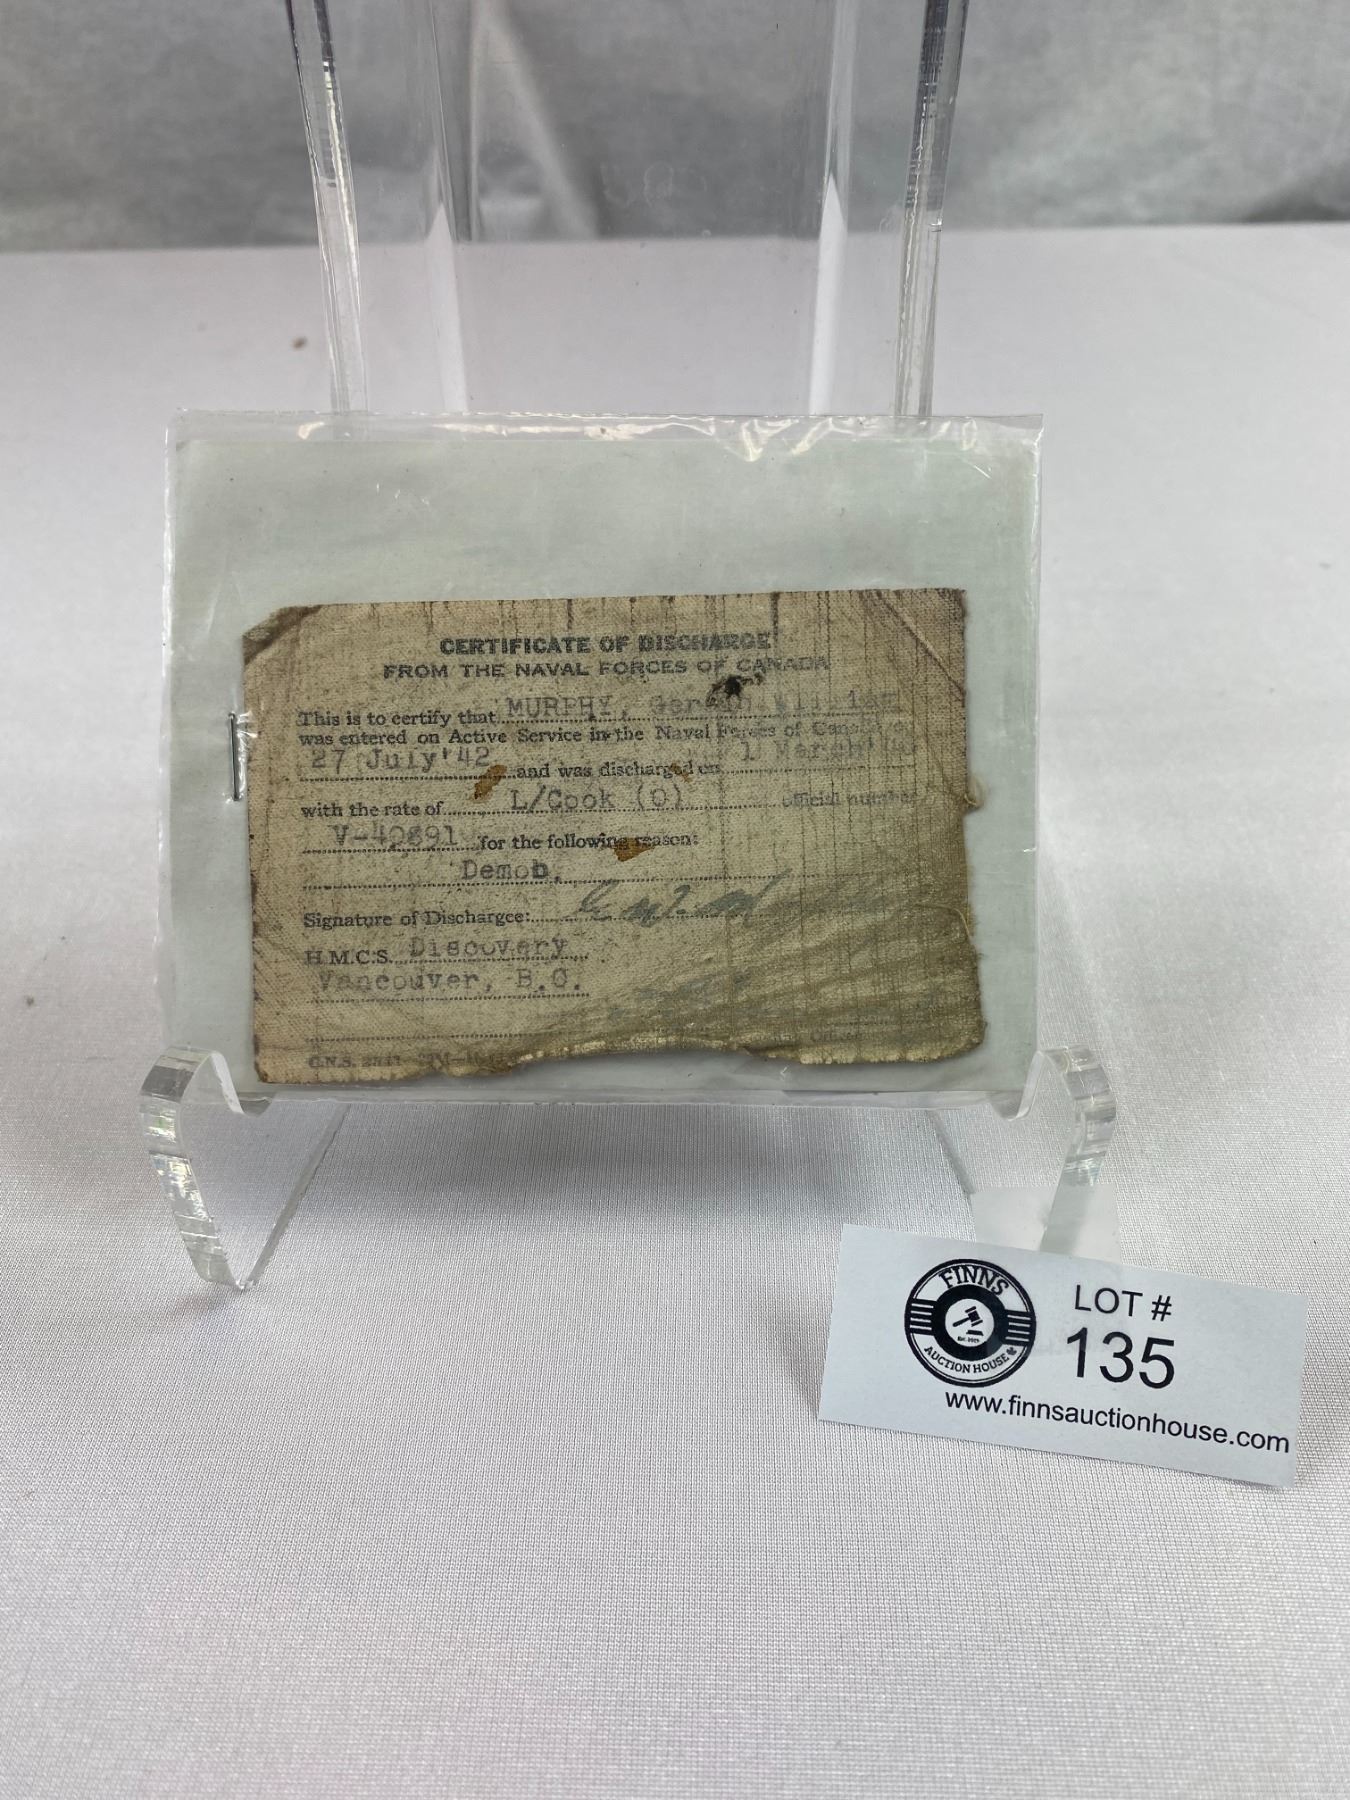 CERTIFICATE OF DISCHARGE
FROM THE NAVAL FORCES OF CANADA
This is to certify that MURPHY,
was entered on Active Service in the Naval Forces of
27 July '42 and was discharged on 1 March
with the rate of L/Cook (O) official number
for the following reason:
Demob.
Signature of Dischargee:
H.M.C.S. Discovery
Vancouver, B.C.
C.N.S.
FINNS
AUCTION HOUSE
LOT #
135
www.finnsauctionhouse.com